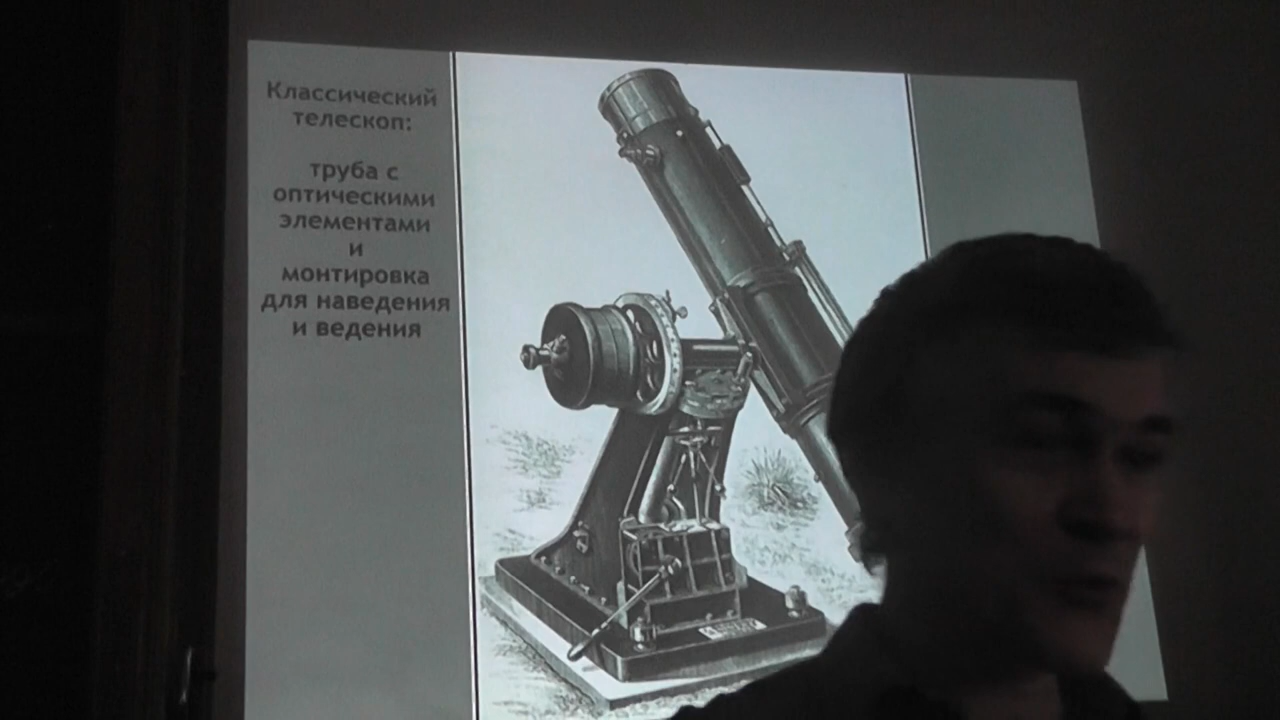 Классический
телескоп:
труба с
оптическими
элементами
и
монтировка
для наведения
и ведения